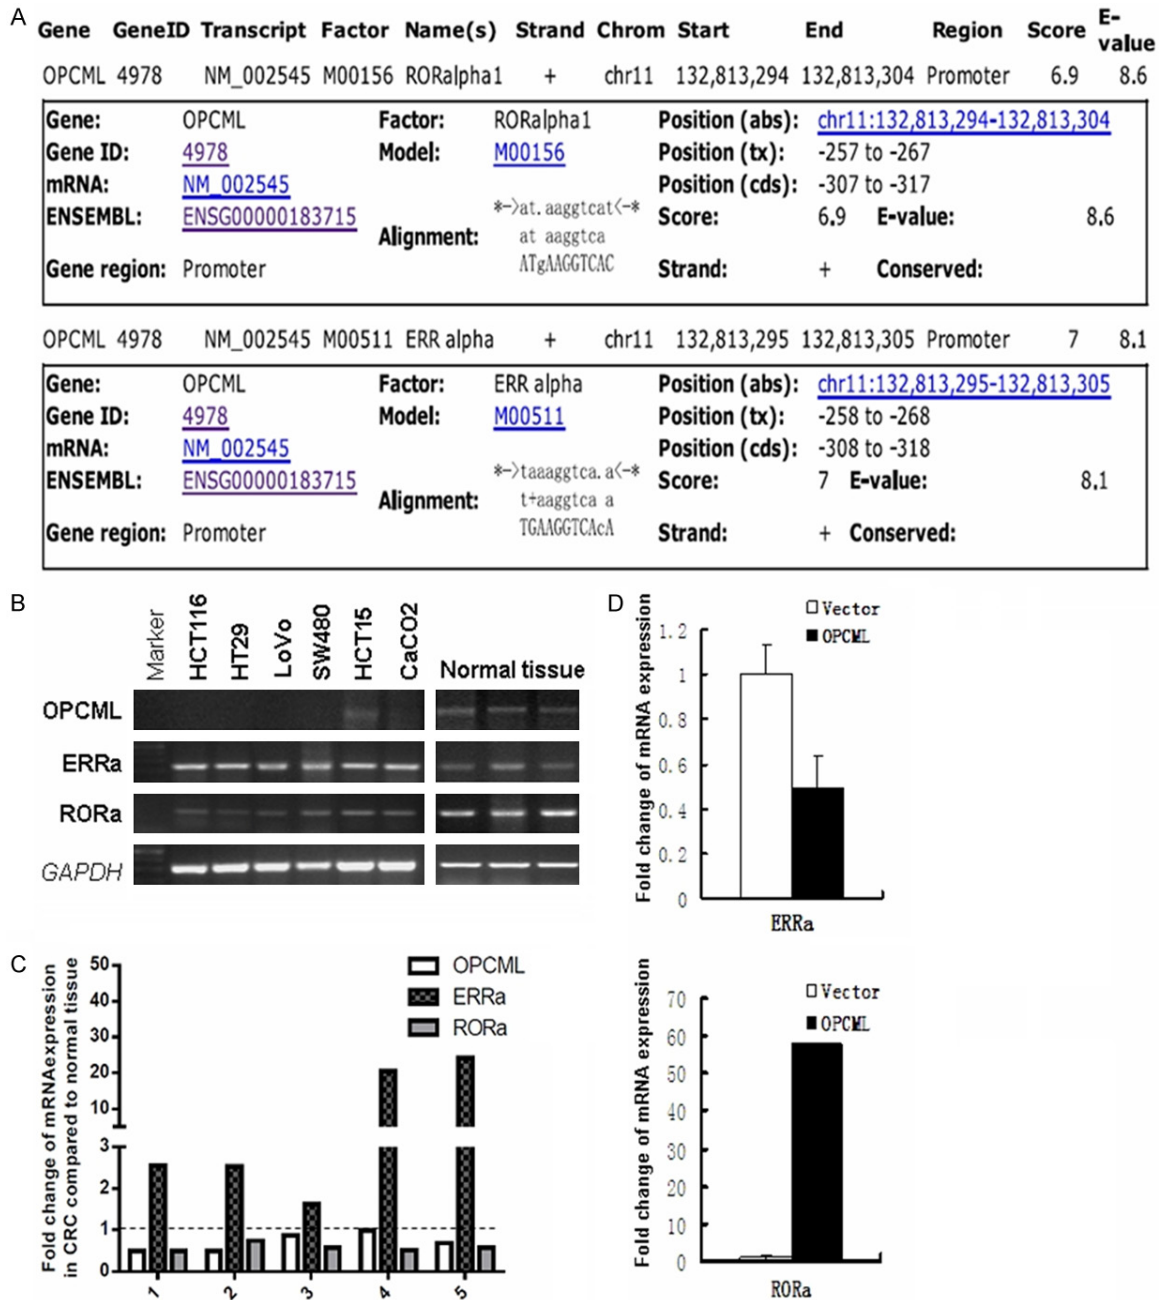 A
Gene GeneID Transcript Factor Name(s) Strand Chrom Start End Region Score E-value
OPCML 4978 NM_002545 M00156 RORalpha1 + chr11 132,813,294 132,813,304 Promoter 6.9 8.6
Gene: OPCML Factor: RORalpha1 Position (abs): chr11:132,813,294-132,813,304
Gene ID: 4978 Model: M00156 Position (tx): -257 to -267
mRNA: NM_002545 Position (cds): -307 to -317
ENSEMBL: ENSG00000183715 Alignment: *->at.aaggtcat<-* Score: 6.9 E-value: 8.6
at aaggtca
ATgAAGGTCAC
Gene region: Promoter Strand: + Conserved:
OPCML 4978 NM_002545 M00511 ERR alpha + chr11 132,813,295 132,813,305 Promoter 7 8.1
Gene: OPCML Factor: ERR alpha Position (abs): chr11:132,813,295-132,813,305
Gene ID: 4978 Model: M00511 Position (tx): -258 to -268
mRNA: NM_002545 Position (cds): -308 to -318
ENSEMBL: ENSG00000183715 Alignment: *->taaaggtca.a<-* Score: 7 E-value: 8.1
t+aaggtca a
TGAAGGTCAcA
Gene region: Promoter Strand: + Conserved:
B
Marker HCT116 HT29 LoVo SW480 HCT15 CaCO2 Normal tissue
OPCML
ERRa
RORa
GAPDH
C
Fold change of mRNAexpression
in CRC compared to normal tissue
50
40
30
20
10
3
2
1
0
OPCML
ERRa
RORa
1 2 3 4 5
D
Fold change of mRNA expression
1.2
1
0.8
0.6
0.4
0.2
0
Vector
OPCML
ERRa
Fold change of mRNA expression
70
60
50
40
30
20
10
0
Vector
OPCML
RORa